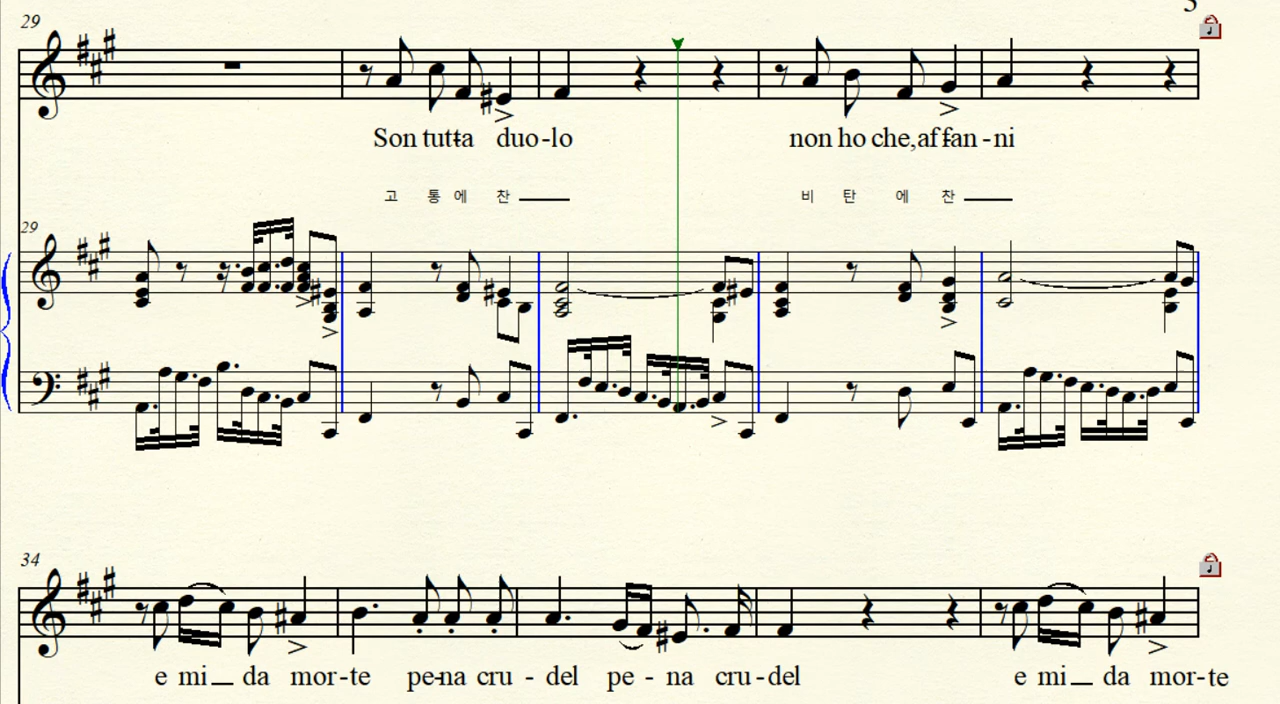 29
Son tutta duo-lo non ho che,affan-ni
고 통 에 찬 비 탄 에 찬
29
34
e mi da mor-te pe-na cru - del pe - na cru-del e mi da mor-te